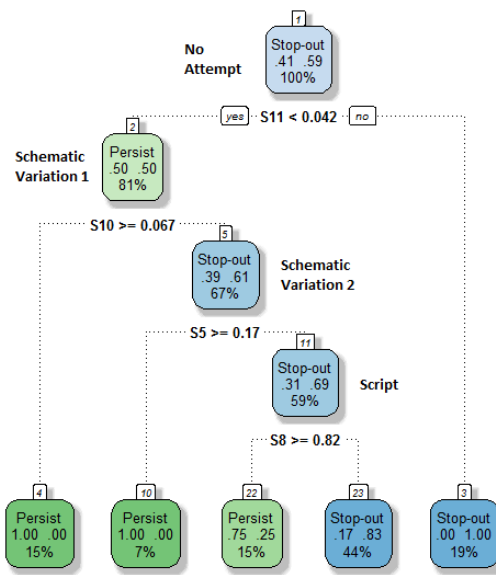 1
No
Attempt
Stop-out
.41 .59
100%
yes S11 < 0.042 no
2
Schematic
Variation 1
Persist
.50 .50
81%
S10 >= 0.067
5
Stop-out
.39 .61
67%
Schematic
Variation 2
S5 >= 0.17
11
Stop-out
.31 .69
59%
Script
S8 >= 0.82
4
Persist
1.00 .00
15%
10
Persist
1.00 .00
7%
22
Persist
.75 .25
15%
23
Stop-out
.17 .83
44%
3
Stop-out
.00 1.00
19%